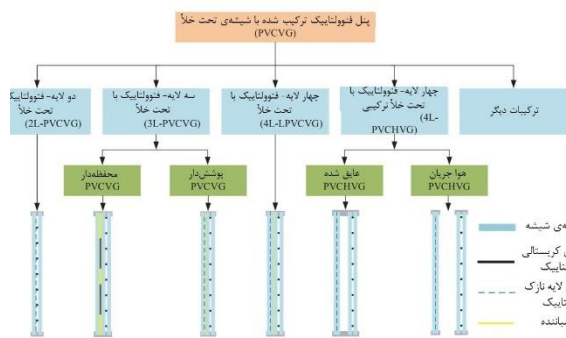 پنل فتوولتاییک ترکیب شده با شیشه‌ی تحت خلأ
(PVCVG)
دو لایه- فتوولتاییک
تحت خلأ
(2L-PVCVG)
سه لایه- فتوولتاییک با
تحت خلأ
(3L-PVCVG)
چهار لایه- فتوولتاییک با
تحت خلأ
(4L-LPVCVG)
چهار لایه- فتوولتاییک با
تحت خلأ ترکیبی
(4L-
PVCHVG)
ترکیبات دیگر
محفظه‌دار
PVCVG
پوشش‌دار
PVCVG
عایق شده
PVCHVG
هوا جریان
PVCHVG
شیشه
کریستالی
لایه نازک